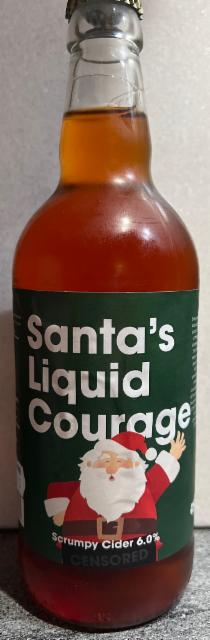 Santa's
Liquid
Courage
Scrumpy Cider 6.0%
CENSORED